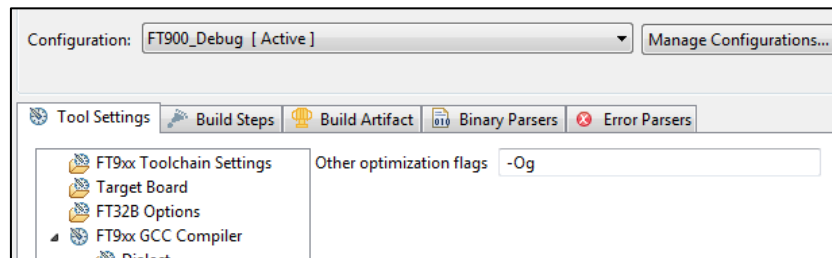 Configuration: FT900_Debug [ Active ] Manage Configurations...
Tool Settings Build Steps Build Artifact Binary Parsers Error Parsers
FT9xx Toolchain Settings Other optimization flags -Og
Target Board
FT32B Options
FT9xx GCC Compiler